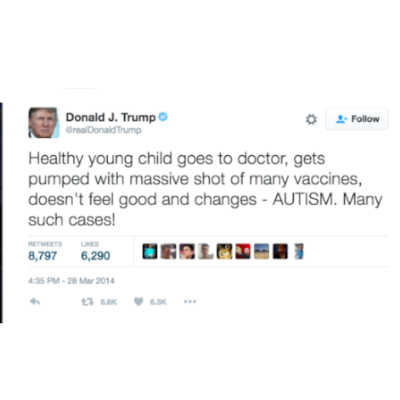 Donald J. Trump
@realDonaldTrump
Follow
Healthy young child goes to doctor, gets
pumped with massive shot of many vaccines,
doesn't feel good and changes - AUTISM. Many
such cases!
RETWEETS LIKES
8,797 6,290
4:35 PM - 28 Mar 2014
8.8K 6.3K